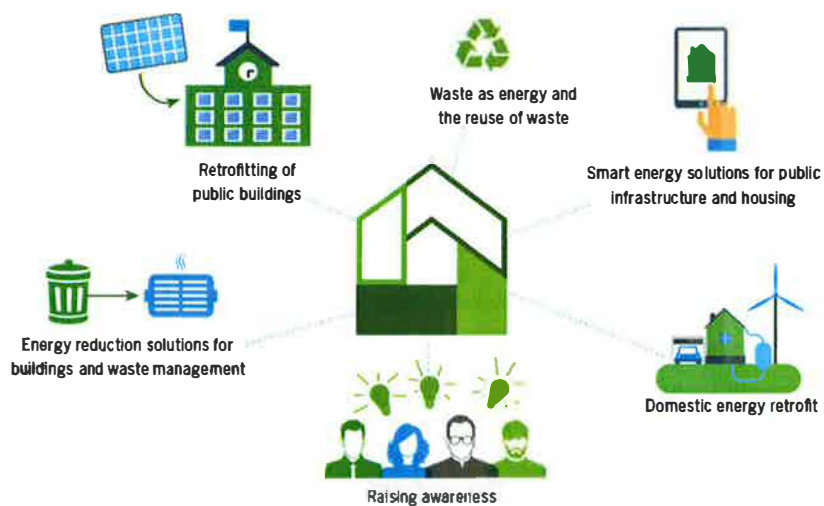 Waste as energy and
the reuse of waste
Retrofitting of
public buildings
Smart energy solutions for public
infrastructure and housing
Energy reduction solutions for
buildings and waste management
Domestic energy retrofit
Raising awareness